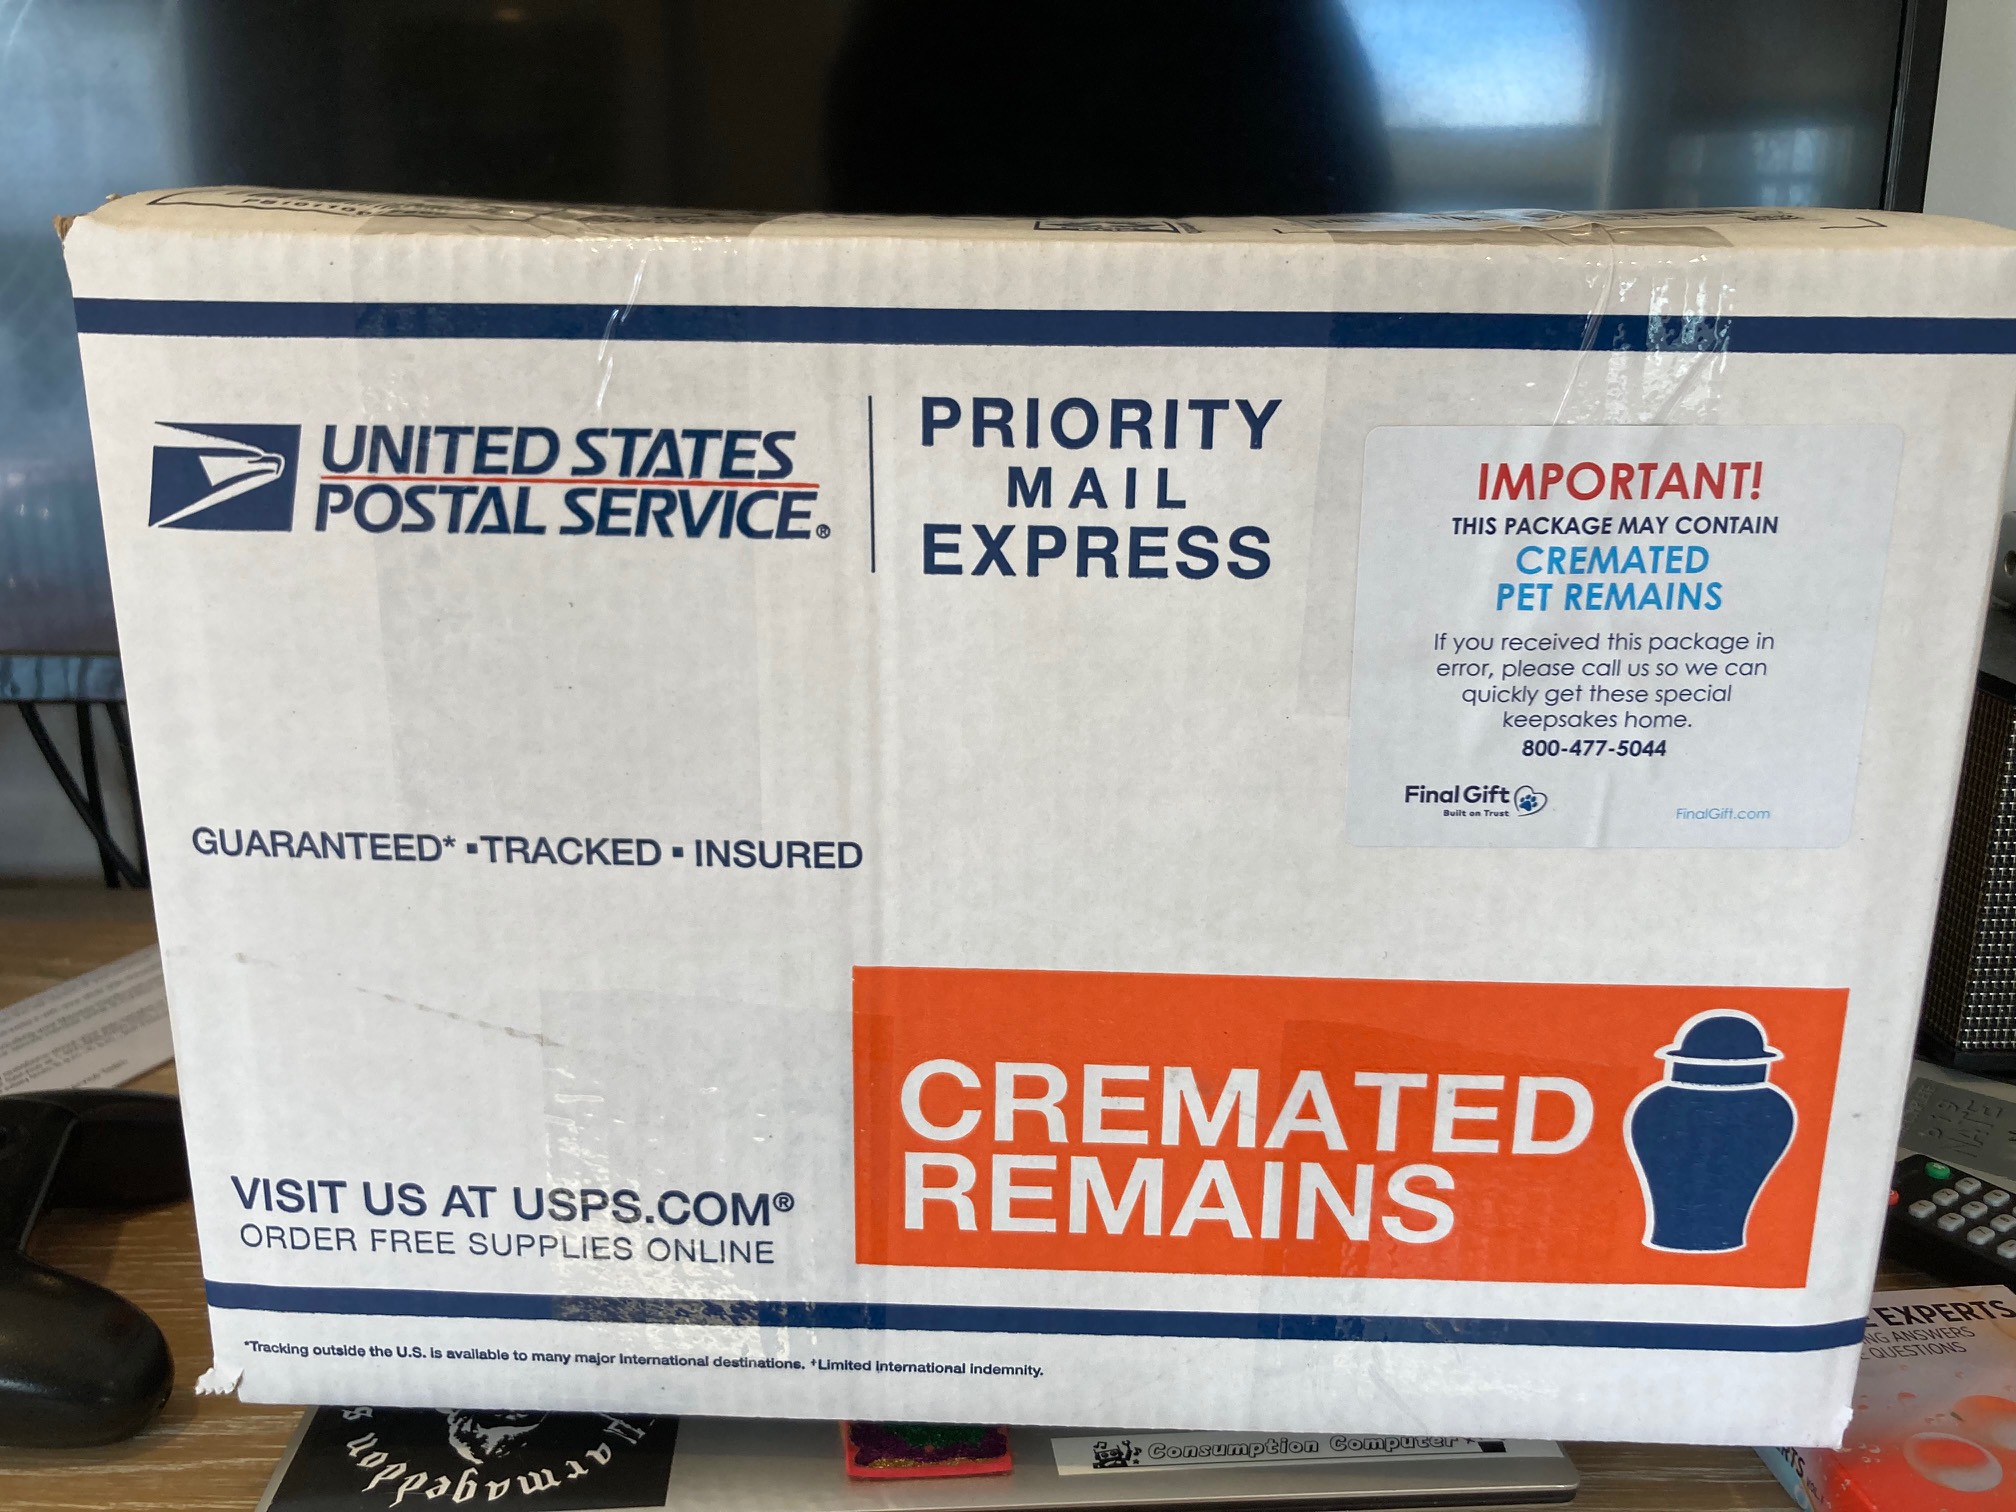 UNITED STATES
POSTAL SERVICE®
PRIORITY
MAIL
EXPRESS
IMPORTANT!
THIS PACKAGE MAY CONTAIN
CREMATED
PET REMAINS
If you received this package in
error, please call us so we can
quickly get these special
keepsakes home.
800-477-5044
Final Gift
Built on Trust
FinalGift.com
GUARANTEED* ▪ TRACKED ▪ INSURED
CREMATED
REMAINS
VISIT US AT USPS.COM®
ORDER FREE SUPPLIES ONLINE
*Tracking outside the U.S. is available to many major International destinations. +Limited International indemnity.
EXPERTS
ANSWERS
QUESTIONS
armageddon
Consumption Computer